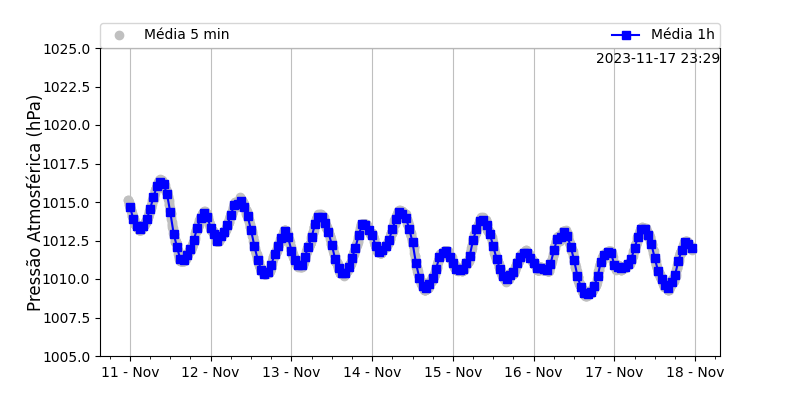 Média 5 min
Média 1h
2023-11-17 23:29
Pressão Atmosférica (hPa)
1025.0
1022.5
1020.0
1017.5
1015.0
1012.5
1010.0
1007.5
1005.0
11 - Nov
12 - Nov
13 - Nov
14 - Nov
15 - Nov
16 - Nov
17 - Nov
18 - Nov